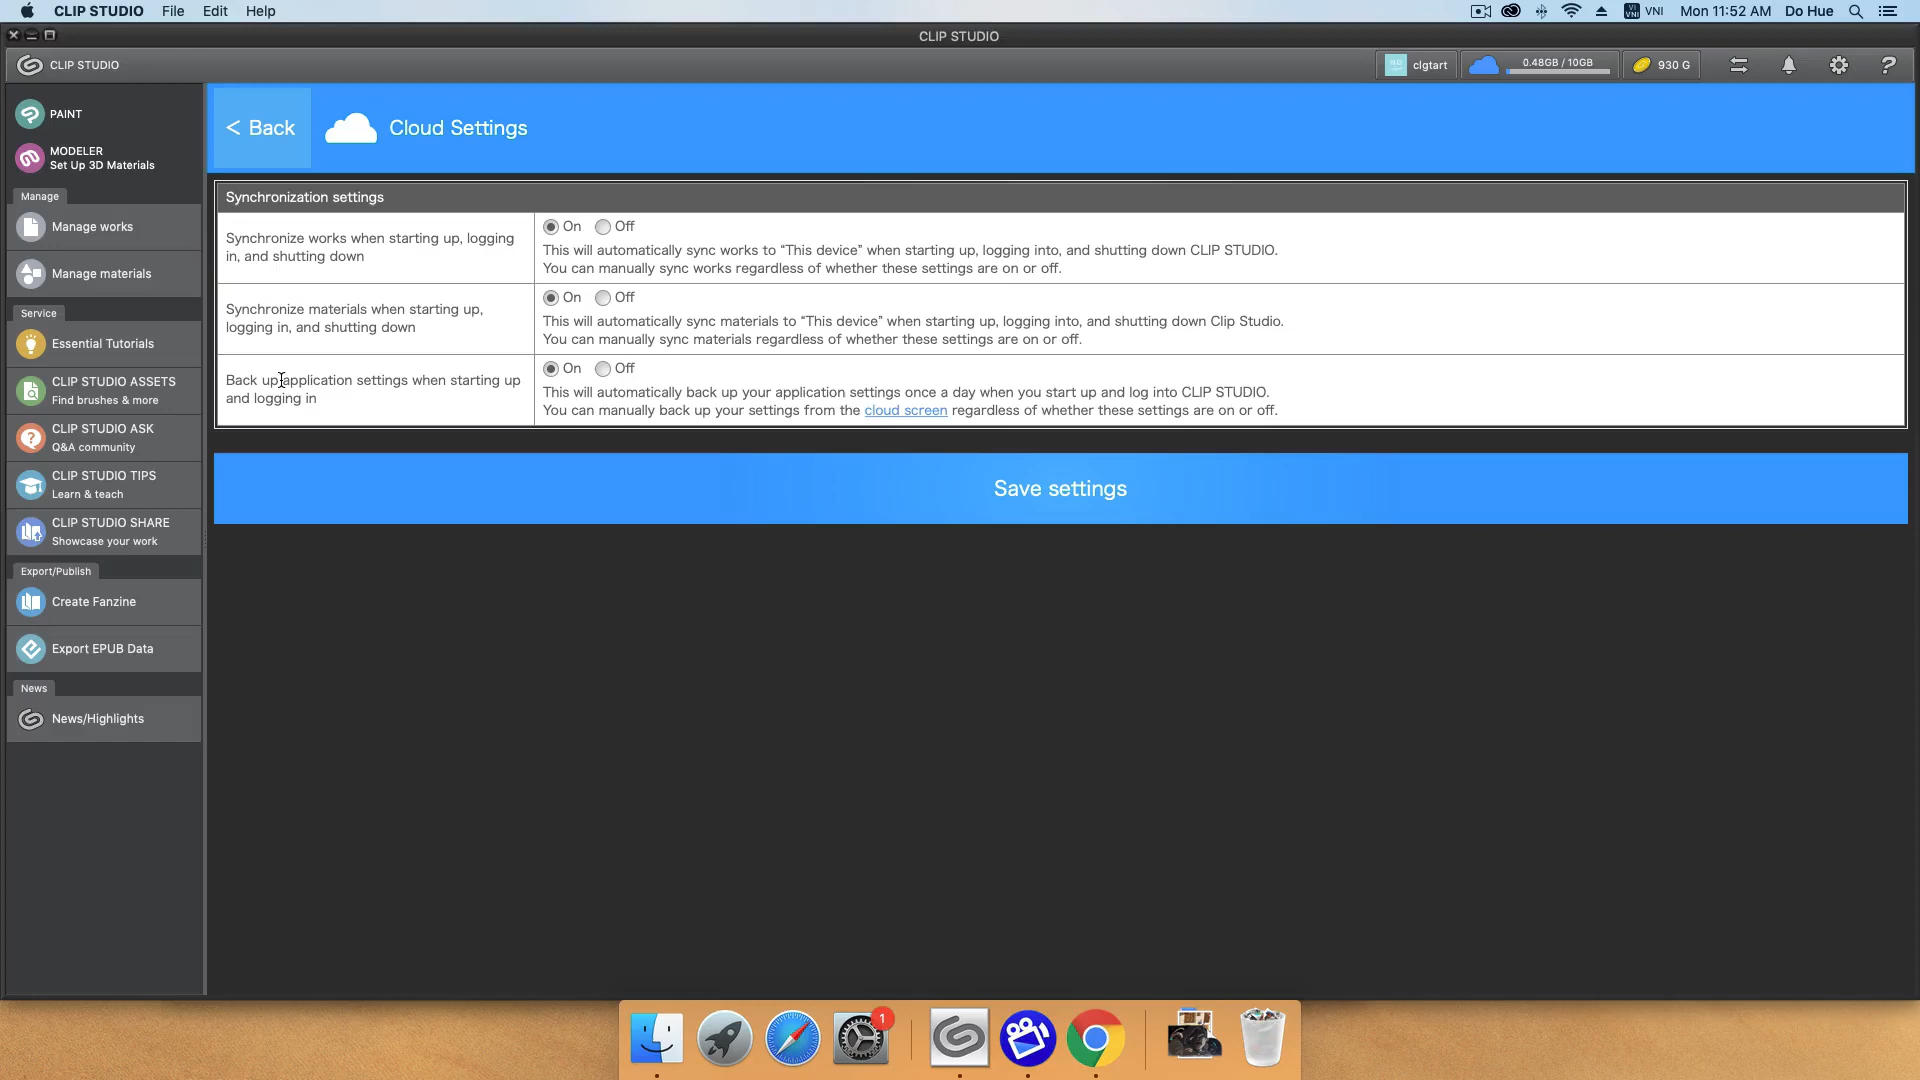 CLIP STUDIO File Edit Help
VI VNI VNI Mon 11:52 AM Do Hue
CLIP STUDIO
CLIP STUDIO
clgtart 0.48GB / 10GB 930 G
PAINT
MODELER
Set Up 3D Materials
Manage
Manage works
Manage materials
Service
Essential Tutorials
CLIP STUDIO ASSETS
Find brushes & more
CLIP STUDIO ASK
Q&A community
CLIP STUDIO TIPS
Learn & teach
CLIP STUDIO SHARE
Showcase your work
Export/Publish
Create Fanzine
Export EPUB Data
News
News/Highlights
< Back Cloud Settings
Synchronization settings
Synchronize works when starting up, logging
in, and shutting down
On Off
This will automatically sync works to “This device” when starting up, logging into, and shutting down CLIP STUDIO.
You can manually sync works regardless of whether these settings are on or off.
Synchronize materials when starting up,
logging in, and shutting down
On Off
This will automatically sync materials to “This device” when starting up, logging into, and shutting down Clip Studio.
You can manually sync materials regardless of whether these settings are on or off.
Back up application settings when starting up
and logging in
On Off
This will automatically back up your application settings once a day when you start up and log into CLIP STUDIO.
You can manually back up your settings from the cloud screen regardless of whether these settings are on or off.
Save settings
1